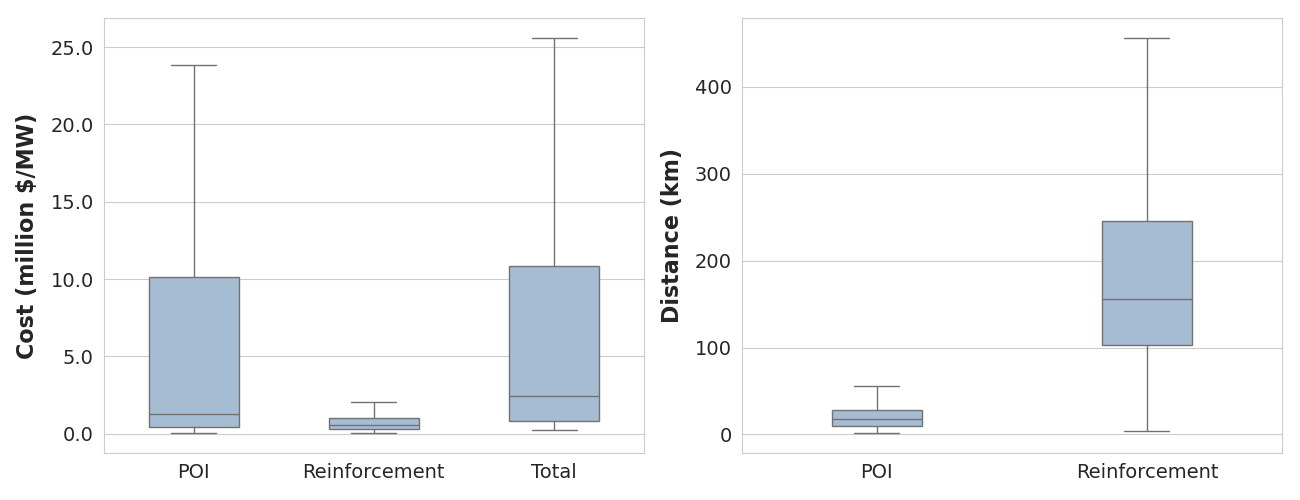 Cost (million $/MW)
25.0
20.0
15.0
10.0
5.0
0.0
POI
Reinforcement
Total
Distance (km)
400
300
200
100
0
POI
Reinforcement